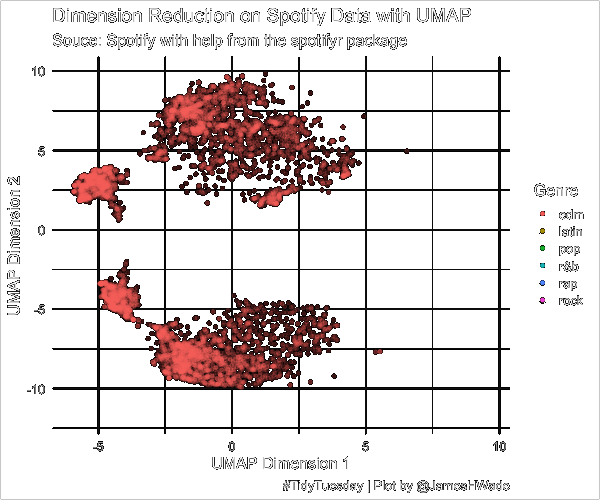 Dimension Reduction on Spotify Data with UMAP
Souce: Spotify with help from the spotifyr package
10
5
0
-5
-10
UMAP Dimension 2
-5 0 5 10
UMAP Dimension 1
Genre
edm
latin
pop
r&b
rap
rock
#TidyTuesday | Plot by @JamesHWade